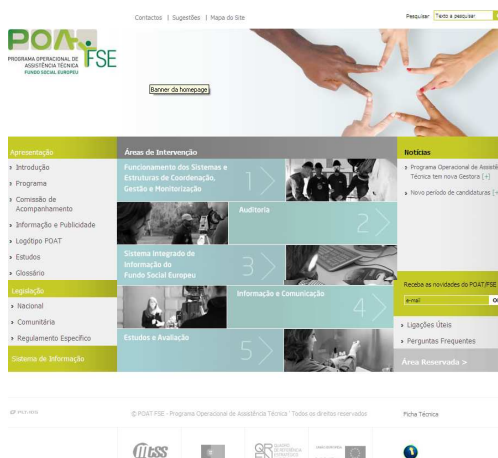 Contactos | Sugestões | Mapa do Site
Pesquisar
Texto a pesquisar
POAT FSE
PROGRAMA OPERACIONAL DE
ASSISTÊNCIA TÉCNICA
FUNDO SOCIAL EUROPEU
Banner da homepage
Apresentação
Introdução
Programa
Comissão de
Acompanhamento
Informação e Publicidade
Logótipo POAT
Estudos
Glossário
Legislação
Nacional
Comunitária
Regulamento Específico
Sistema de Informação
Áreas de Intervenção
Funcionamento dos Sistemas e
Estruturas de Coordenação,
Gestão e Monitorização
1
Auditoria
2
Sistema Integrado de
Informação do
Fundo Social Europeu
3
Informação e Comunicação
4
Estudos e Avaliação
5
Notícias
Programa Operacional de Assistê
Técnica tem nova Gestora [+]
Novo período de candidaturas [+
Receba as novidades do POAT/FSE
e-mail
Ligações Úteis
Perguntas Frequentes
Área Reservada >
© POAT FSE - Programa Operacional de Assistência Técnica ' Todos os direitos reservados
Ficha Técnica
mtss
QR